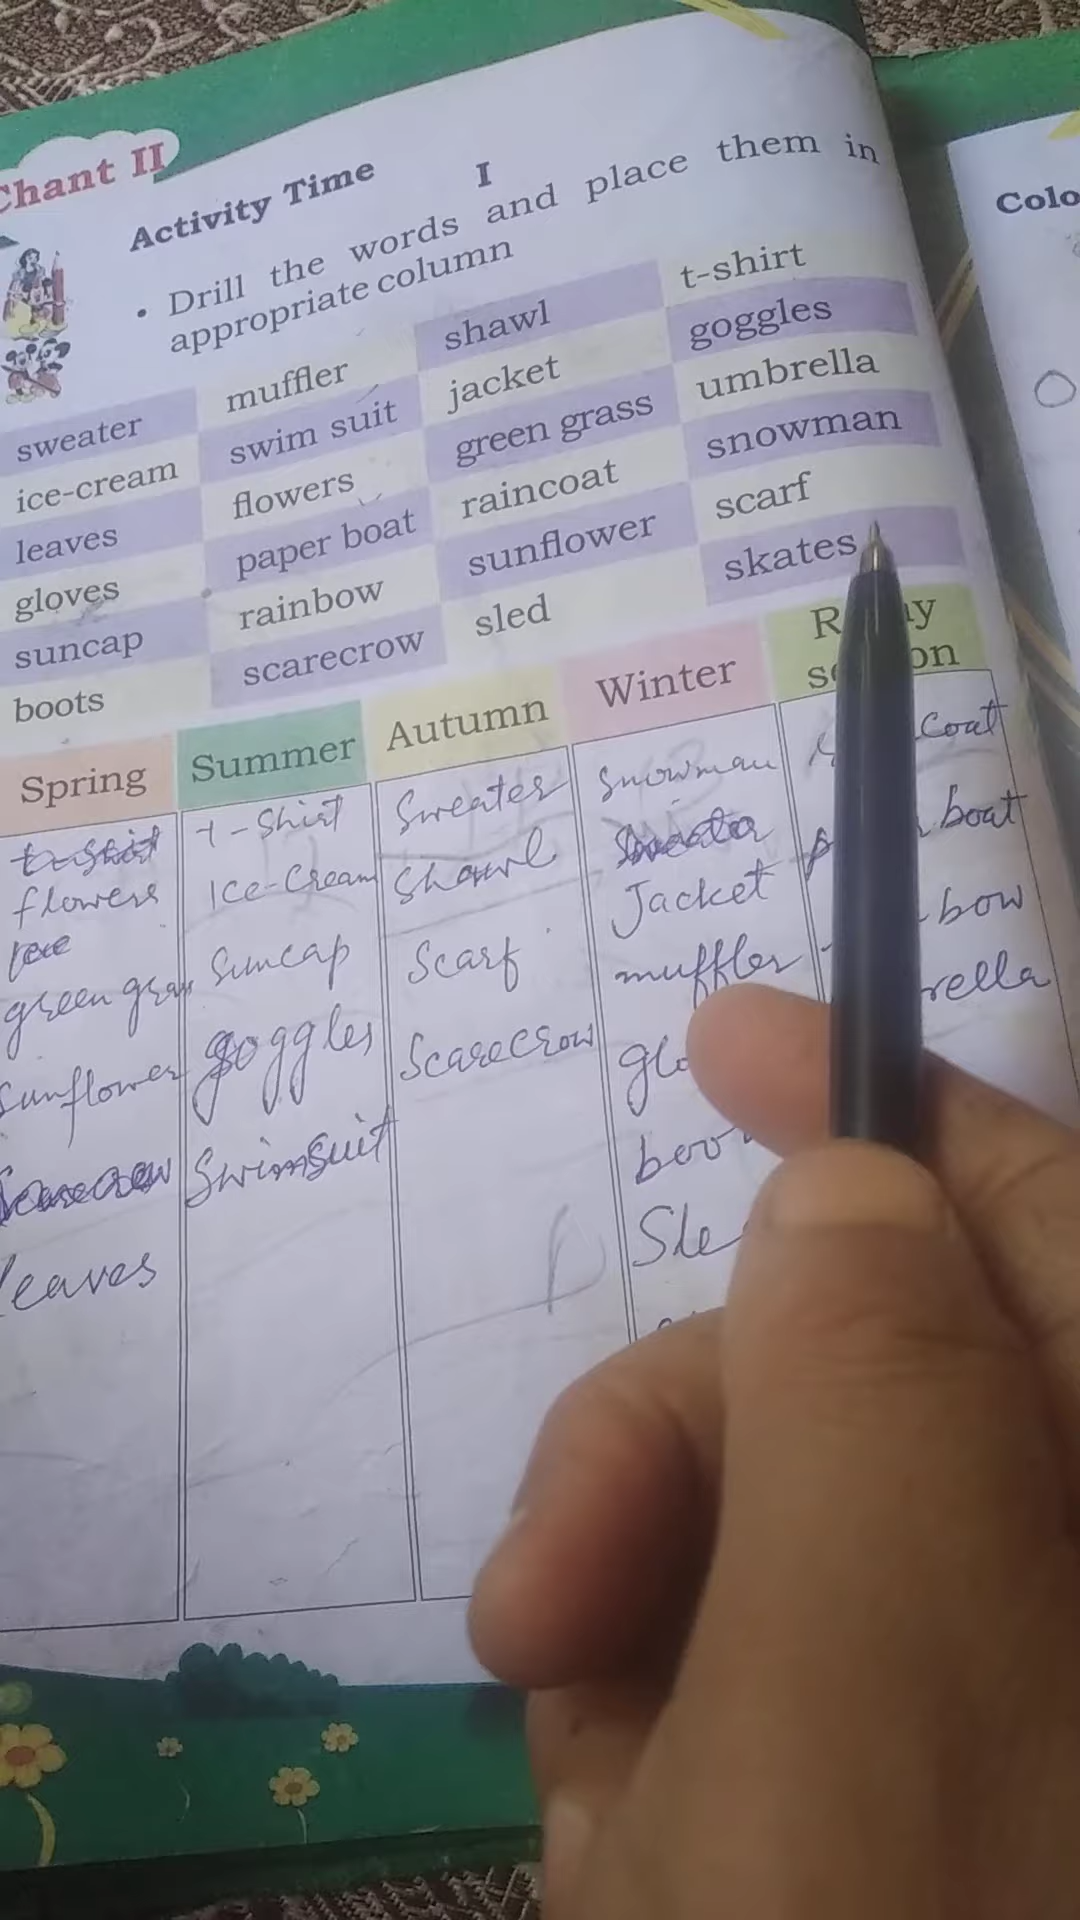 Chant II
Activity Time I
• Drill the words and place them in
appropriate column
sweater muffler shawl t-shirt
ice-cream swim suit jacket goggles
leaves flowers green grass umbrella
gloves paper boat raincoat snowman
suncap rainbow sunflower scarf
boots scarecrow sled skates
Spring Summer Autumn Winter
t-shirt T-Shirt Sweater Snowman coat
flowers Ice-Cream Shawl boat
Suncap Scarf Jacket bow
green gras goggles Scarecrow muffler rella
Sunflower Swimsuit
leaves
Colo